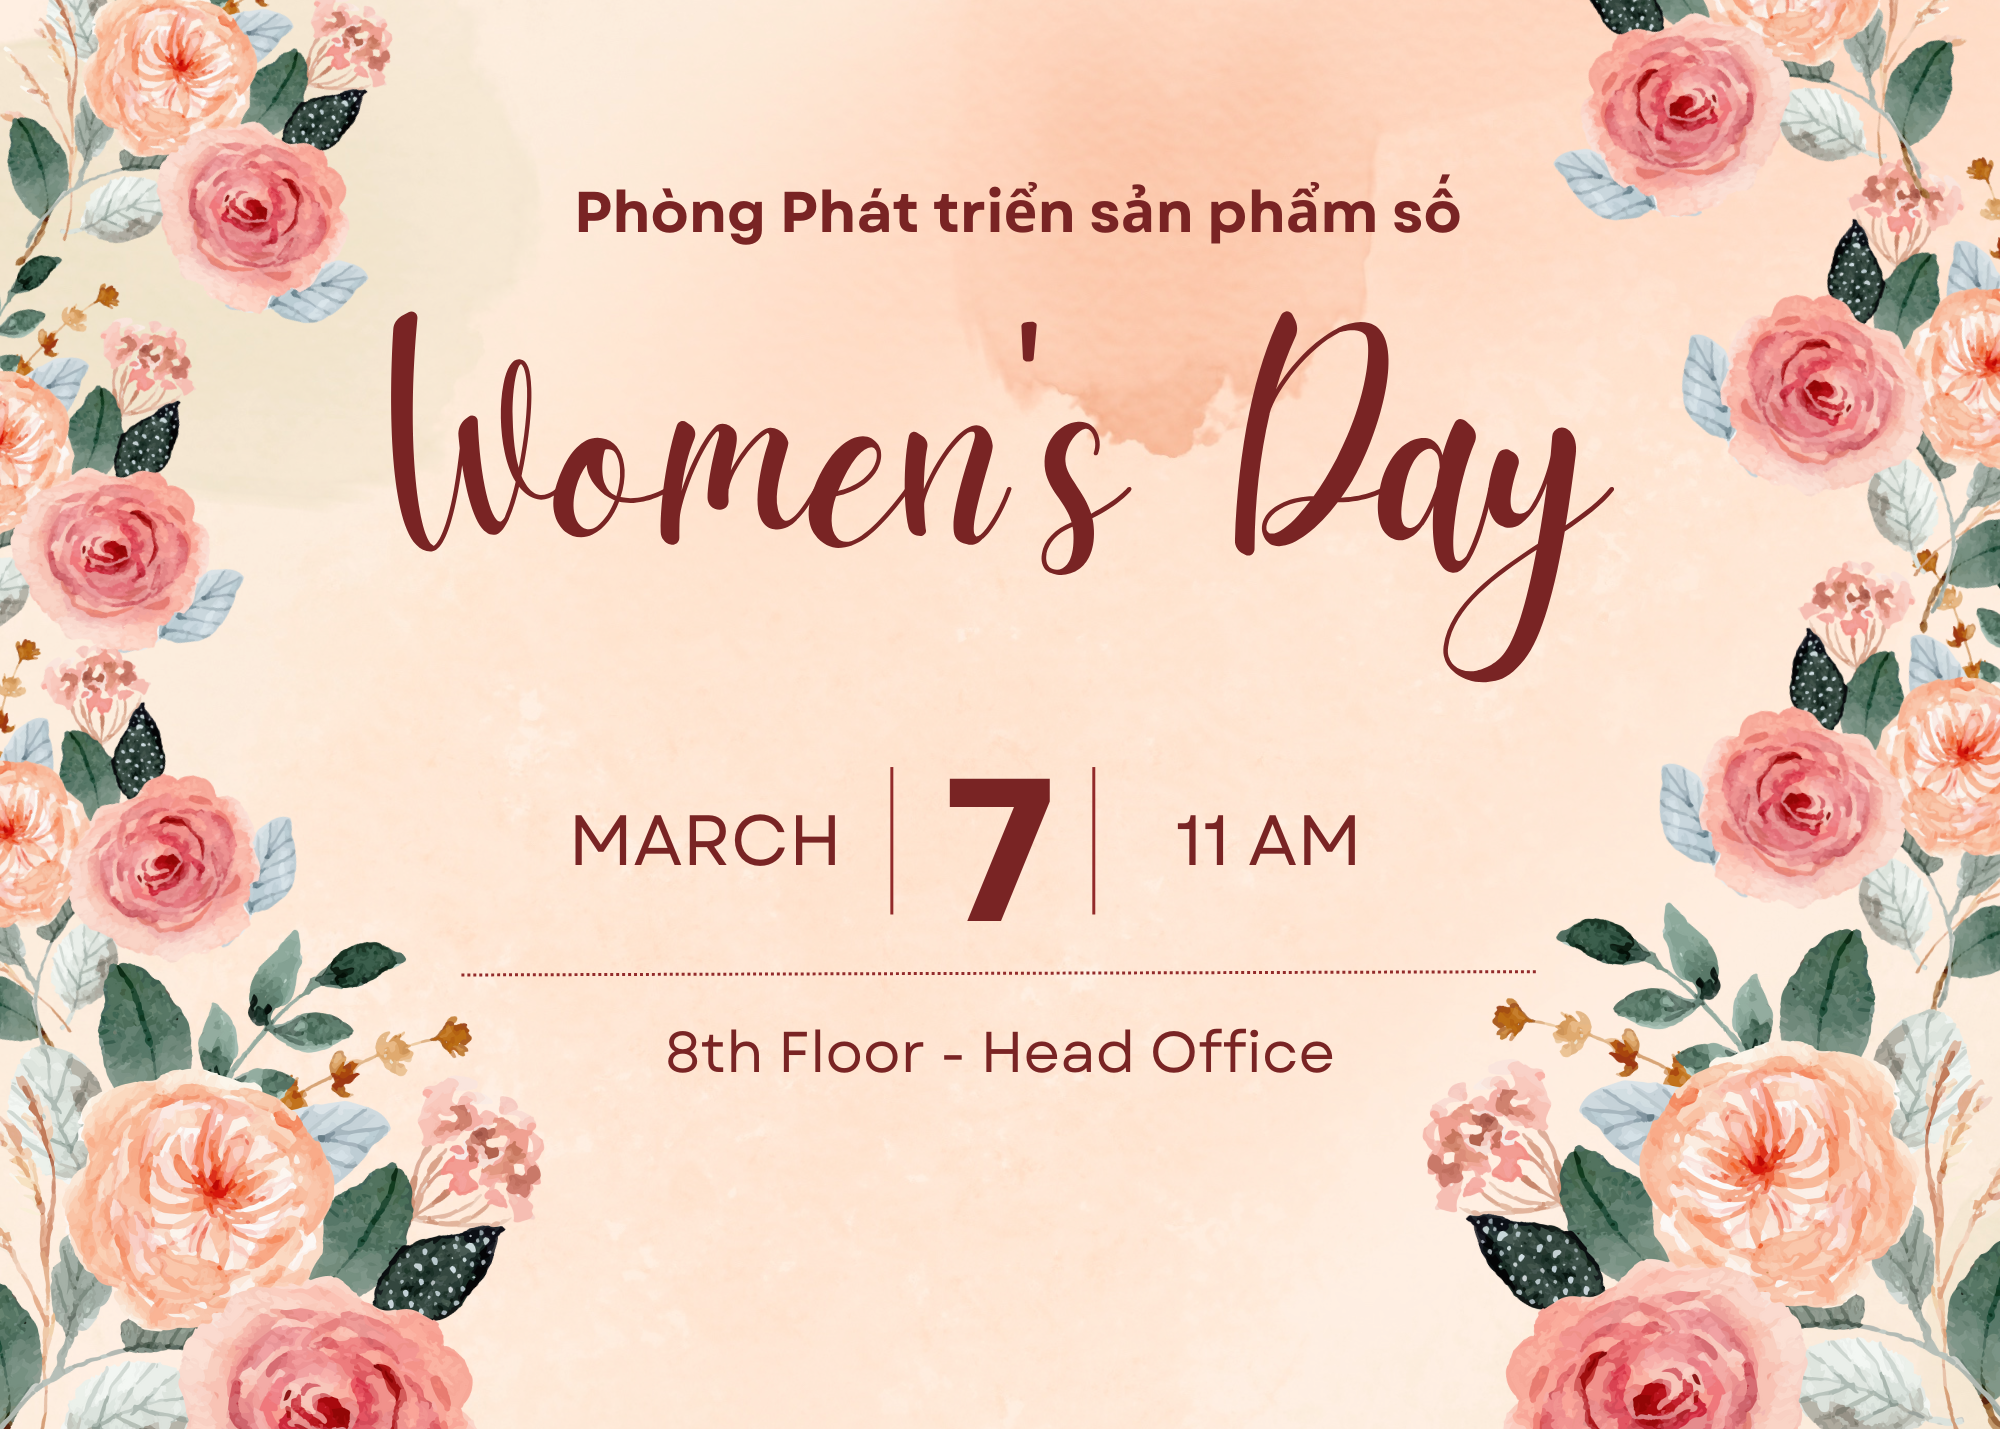 Phòng Phát triển sản phẩm số
Women's Day
MARCH 7 11 AM
8th Floor - Head Office